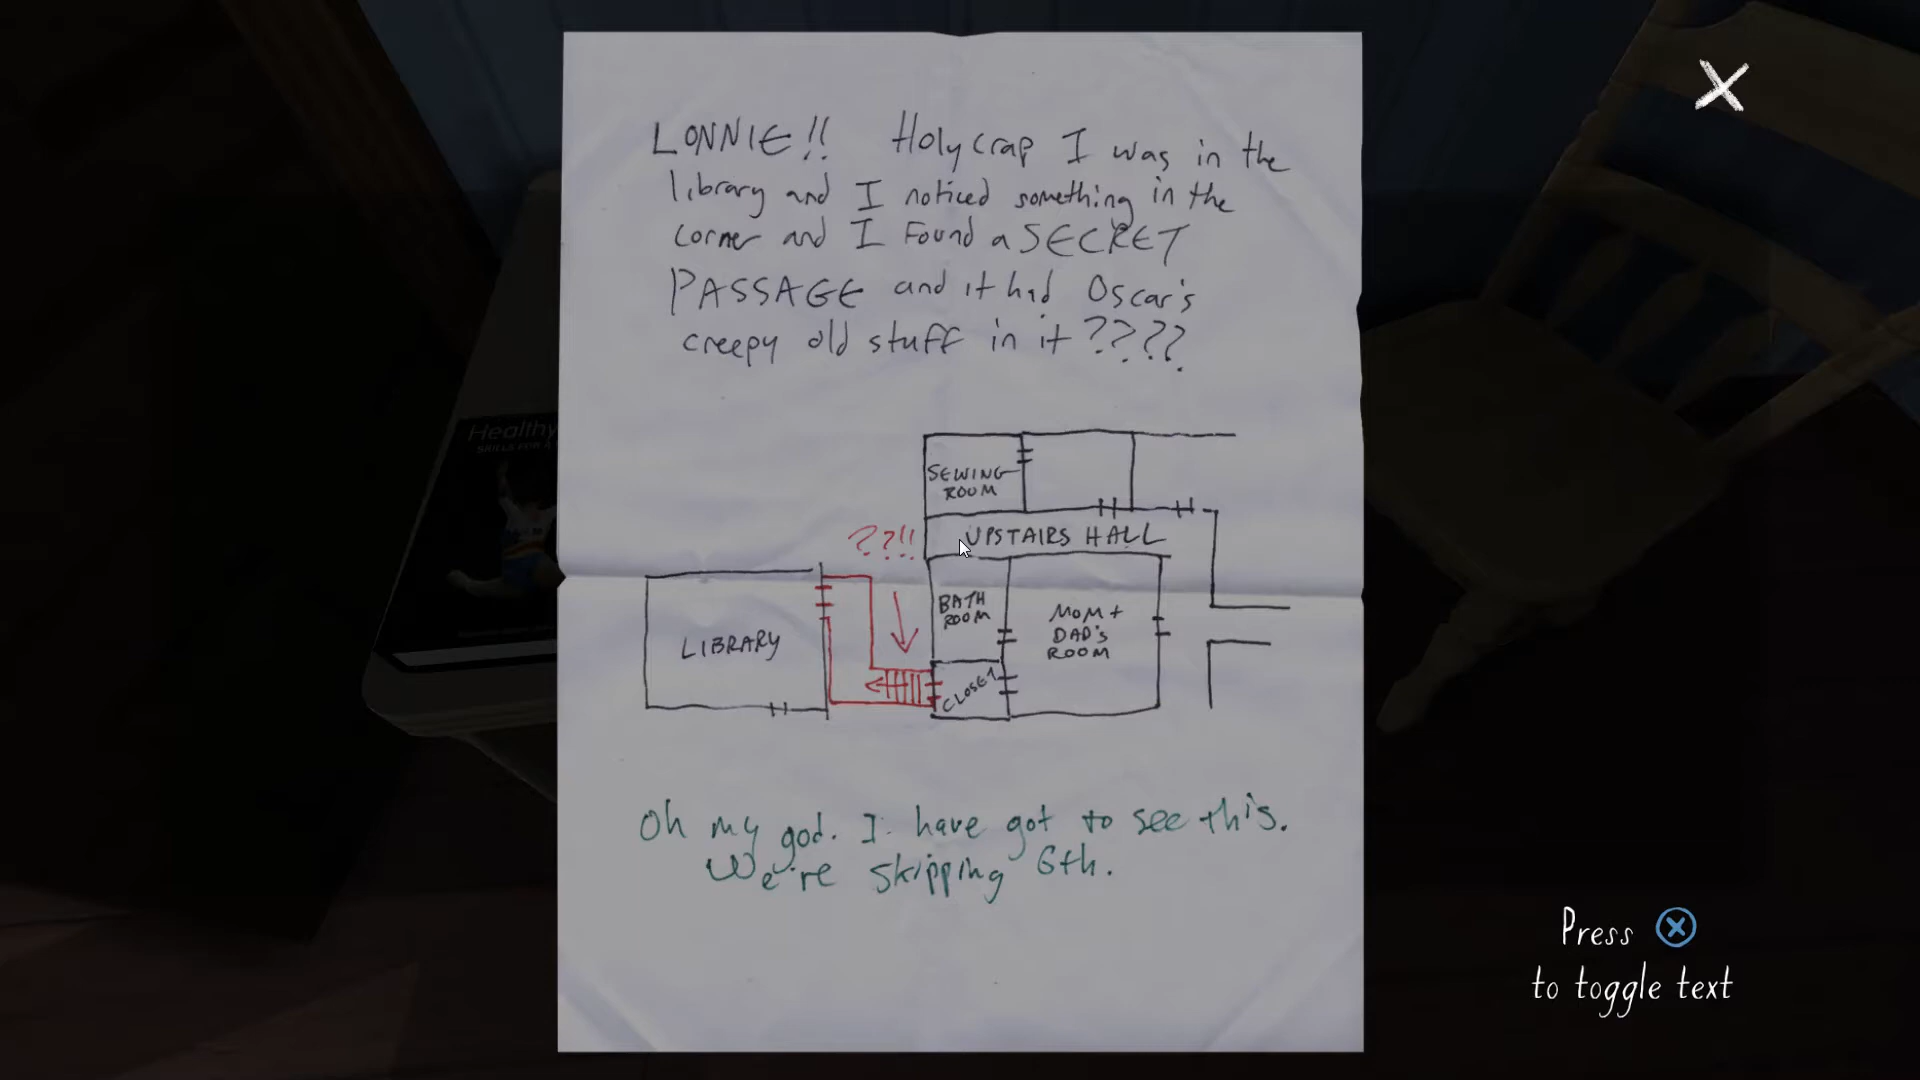 LONNIE!! Holy crap I was in the
library and I noticed something in the
corner and I Found a SECRET
PASSAGE and it had Oscar's
creepy old stuff in it ????
SEWING
ROOM
UPSTAIRS HALL
??!!
BATH
ROOM
MOM +
DAD'S
ROOM
LIBRARY
CLOSET
Oh my god. I have got to see this.
We're skipping 6th.
Healthy
Press
to toggle text